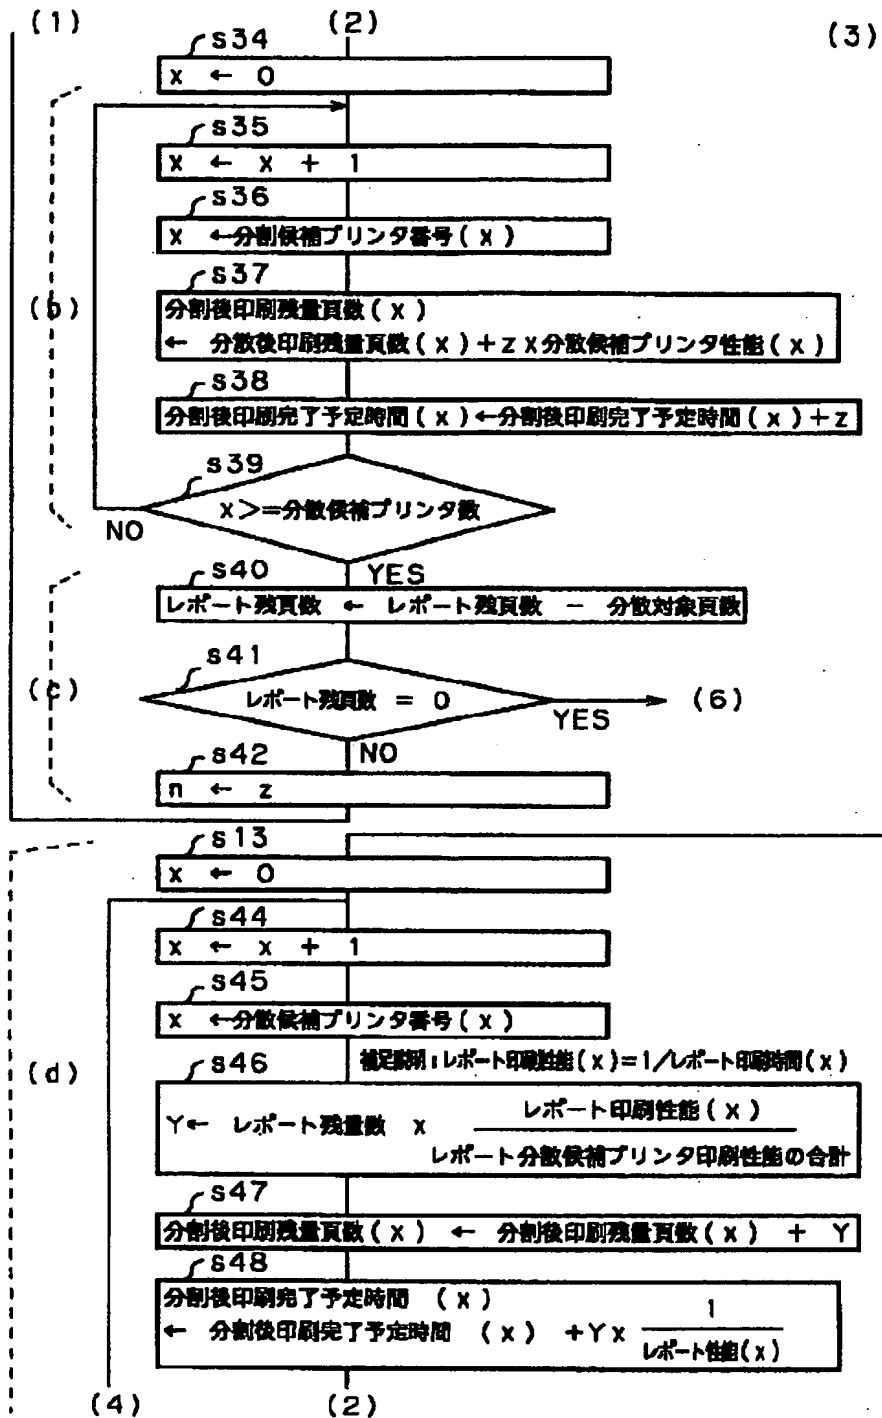 (1)
(2)
(3)
s34
x ← 0
s35
x ← x + 1
s36
x ←分割候補プリンタ番号(x)
(b)
s37
分割後印刷残量頁数(x)
← 分散後印刷残量頁数(x)+z x分散候補プリンタ性能(x)
s38
分割後印刷完了予定時間(x)←分割後印刷完了予定時間(x)+z
s39
x>=分散候補プリンタ数
NO
YES
s40
レポート残頁数 ← レポート残頁数 - 分散対象頁数
(c)
s41
レポート残頁数 = 0
YES
(6)
NO
s42
n ← z
s13
x ← 0
s44
x ← x + 1
s45
x ←分散候補プリンタ番号(x)
(d)
s46
補足説明:レポート印刷性能(x)=1/レポート印刷時間(x)
Y← レポート残量数 x レポート印刷性能(x)
レポート分散候補プリンタ印刷性能の合計
s47
分割後印刷残量頁数(x) ← 分割後印刷残量頁数(x) + Y
s48
分割後印刷完了予定時間 (x)
← 分割後印刷完了予定時間 (x) +Yx 1
レポート性能(x)
(4)
(2)